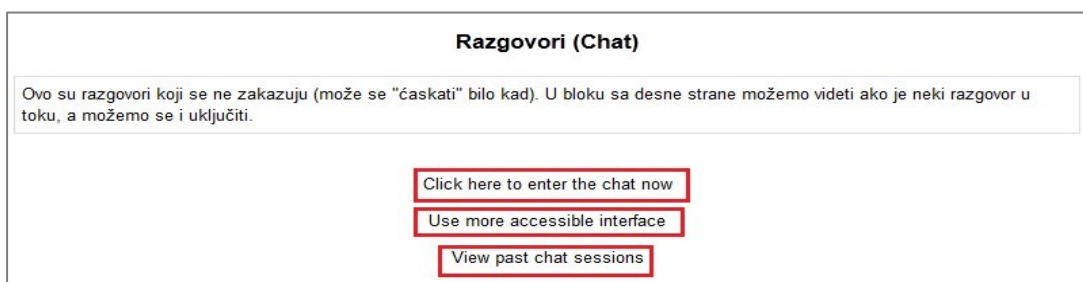 Razgovori (Chat)
Ovo su razgovori koji se ne zakazuju (može se "ćaskati" bilo kad). U bloku sa desne strane možemo videti ako je neki razgovor u
toku, a možemo se i uključiti.
Click here to enter the chat now
Use more accessible interface
View past chat sessions